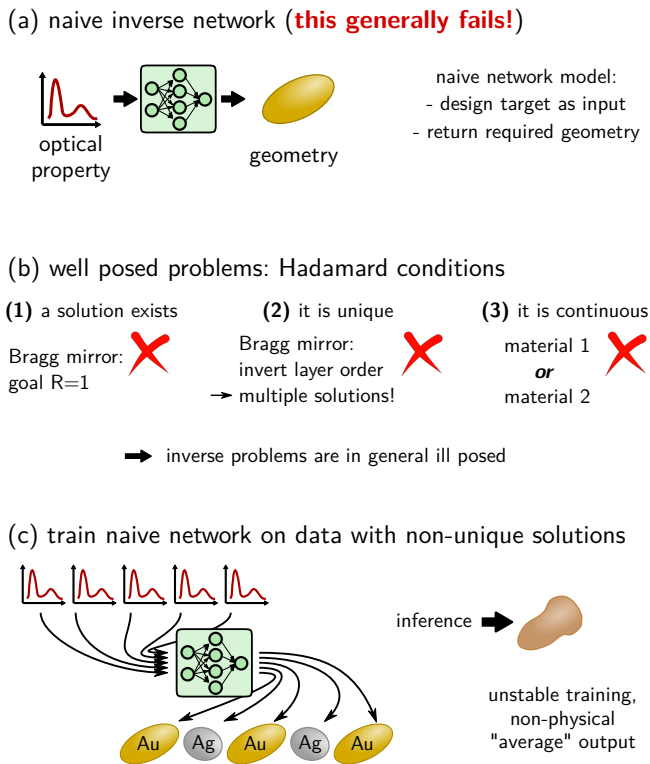 (a) naive inverse network (this generally fails!)
optical
property
geometry
naive network model:
- design target as input
- return required geometry
(b) well posed problems: Hadamard conditions
(1) a solution exists
Bragg mirror:
goal R=1
(2) it is unique
Bragg mirror:
invert layer order
→ multiple solutions!
(3) it is continuous
material 1
or
material 2
→ inverse problems are in general ill posed
(c) train naive network on data with non-unique solutions
Au
Ag
Au
Ag
Au
inference
unstable training,
non-physical
"average" output